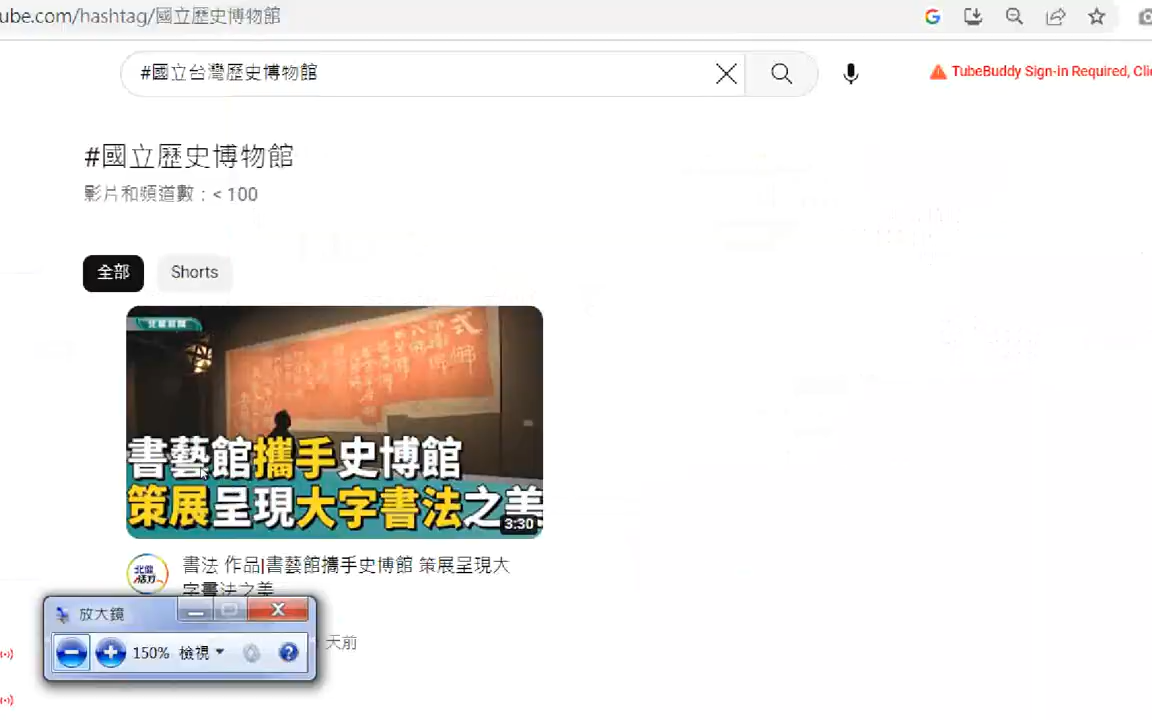 ube.com/hashtag/國立歷史博物館
#國立台灣歷史博物館
TubeBuddy Sign-in Required, Cli
#國立歷史博物館
影片和頻道數：< 100
全部
Shorts
書藝館攜手史博館
策展呈現大字書法之美
3:30
書法 作品|書藝館攜手史博館 策展呈現大
字書法之美
天前
放大鏡
150% 檢視